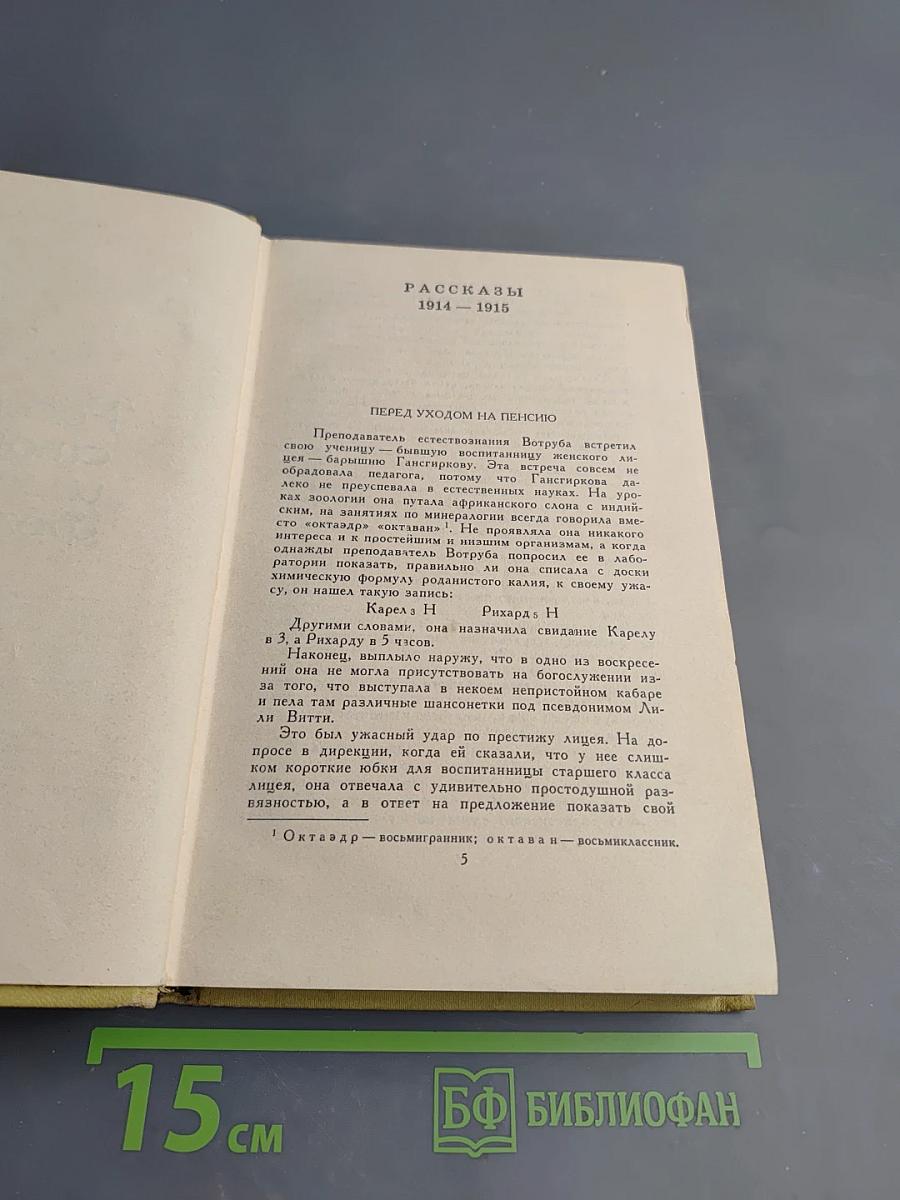 РАССКАЗЫ
1914 — 1915
ПЕРЕД УХОДОМ НА ПЕНСИЮ
Преподаватель естествознания Вотруба встретил
свою ученицу — бывшую воспитанницу женского ли-
цея — барышню Гансгиркову. Эта встреча совсем не
обрадовала педагога, потому что Гансгиркова да-
леко не преуспевала в естественных науках. На уро-
ках зоологии она путала африканского слона с индий-
ским, на занятиях по минералогии всегда говорила вме-
сто «октаэдр» «октаван» ¹. Не проявляла она никакого
интереса и к простейшим и низшим организмам, а когда
однажды преподаватель Вотруба попросил ее в лабо-
ратории показать, правильно ли она списала с доски
химическую формулу роданистого калия, к своему ужа-
су, он нашел такую запись:
Карел ₃ Н Рихард ₅ Н
Другими словами, она назначила свидание Карелу
в 3, а Рихарду в 5 часов.
Наконец, выплыло наружу, что в одно из воскресе-
ний она не могла присутствовать на богослужении из-
за того, что выступала в некоем непристойном кабаре
и пела там различные шансонетки под псевдонимом Ли-
ли Витти.
Это был ужасный удар по престижу лицея. На до-
просе в дирекции, когда ей сказали, что у нее слиш-
ком короткие юбки для воспитанницы старшего класса
лицея, она отвечала с удивительно простодушной раз-
вязностью, а в ответ на предложение показать свой
¹ Октаэдр — восьмигранник; октаван — восьмиклассник.
5
15 см
БФ БИБЛИОФАН